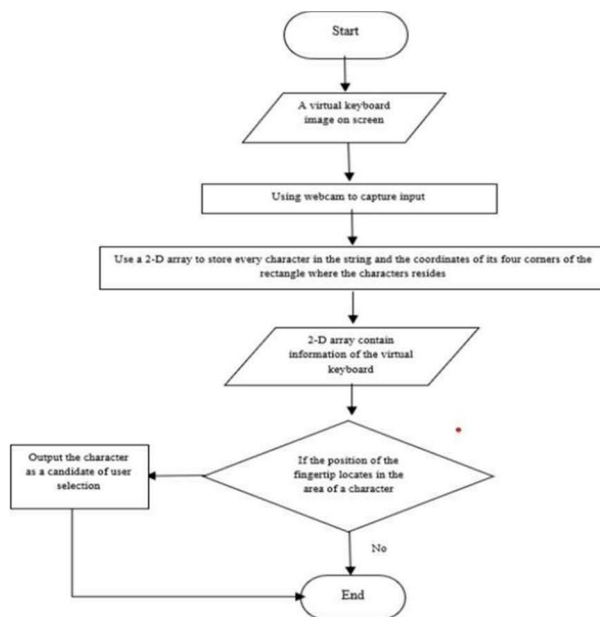 Start
A virtual keyboard
image on screen
Using webcam to capture input
Use a 2-D array to store every character in the string and the coordinates of its four corners of the
rectangle where the characters resides
2-D array contain
information of the virtual
keyboard
If the position of the
fingertip locates in the
area of a character
Output the character
as a candidate of user
selection
No
End